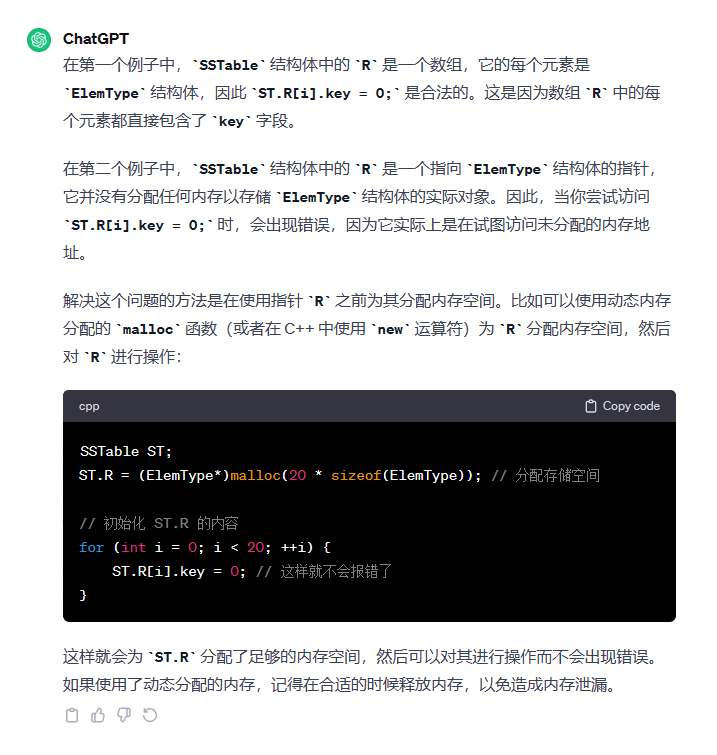 ChatGPT
在第一个例子中，`SSTable` 结构体中的 `R` 是一个数组，它的每个元素是
`ElemType` 结构体，因此 `ST.R[i].key = 0;` 是合法的。这是因为数组 `R` 中的每
个元素都直接包含了 `key` 字段。
在第二个例子中，`SSTable` 结构体中的 `R` 是一个指向 `ElemType` 结构体的指针，
它并没有分配任何内存以存储 `ElemType` 结构体的实际对象。因此，当你尝试访问
`ST.R[i].key = 0;` 时，会出现错误，因为它实际上是在试图访问未分配的内存地
址。
解决这个问题的方法是在使用指针 `R` 之前为其分配内存空间。比如可以使用动态内存
分配的 `malloc` 函数（或者在 C++ 中使用 `new` 运算符）为 `R` 分配内存空间，然后
对 `R` 进行操作：
cpp Copy code
SSTable ST;
ST.R = (ElemType*)malloc(20 * sizeof(ElemType)); // 分配存储空间
// 初始化 ST.R 的内容
for (int i = 0; i < 20; ++i) {
    ST.R[i].key = 0; // 这样就不会报错了
}
这样就会为 `ST.R` 分配了足够的内存空间，然后可以对其进行操作而不会出现错误。
如果使用了动态分配的内存，记得在合适的时候释放内存，以免造成内存泄漏。